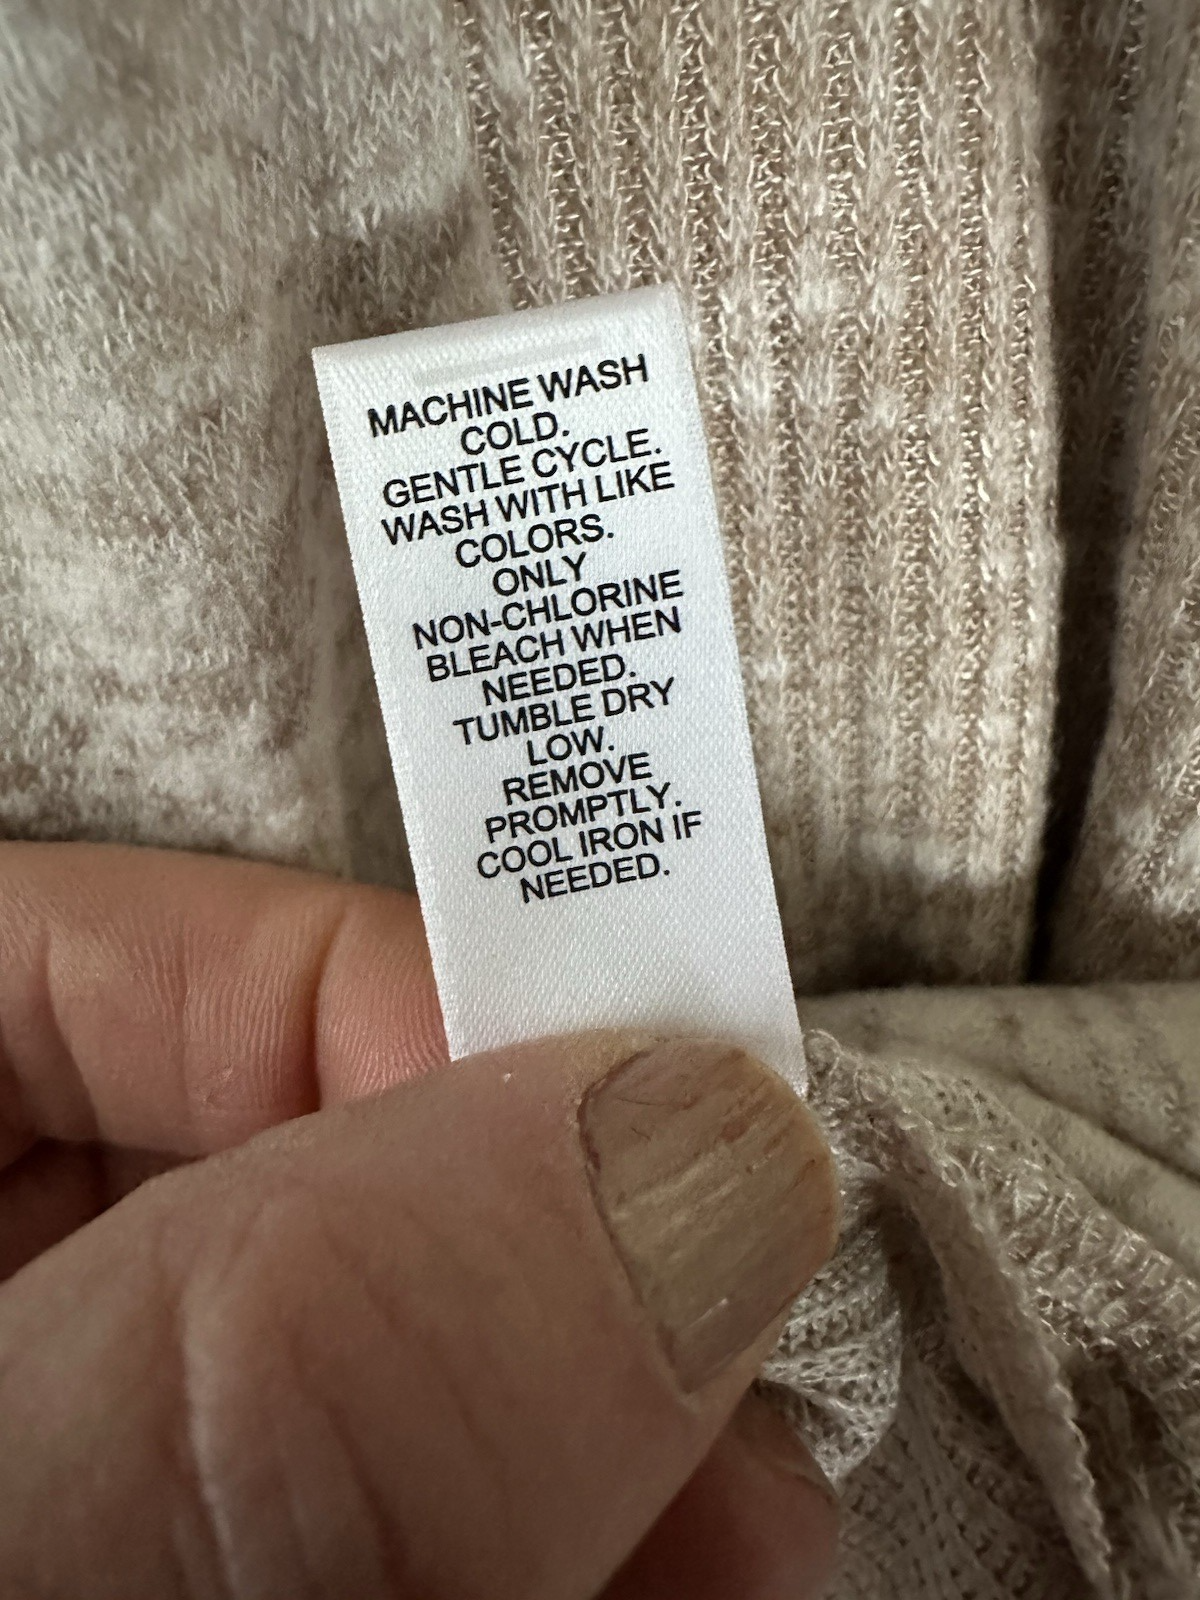 MACHINE WASH
COLD.
GENTLE CYCLE.
WASH WITH LIKE
COLORS.
ONLY
NON-CHLORINE
BLEACH WHEN
NEEDED.
TUMBLE DRY
LOW.
REMOVE
PROMPTLY.
COOL IRON IF
NEEDED.